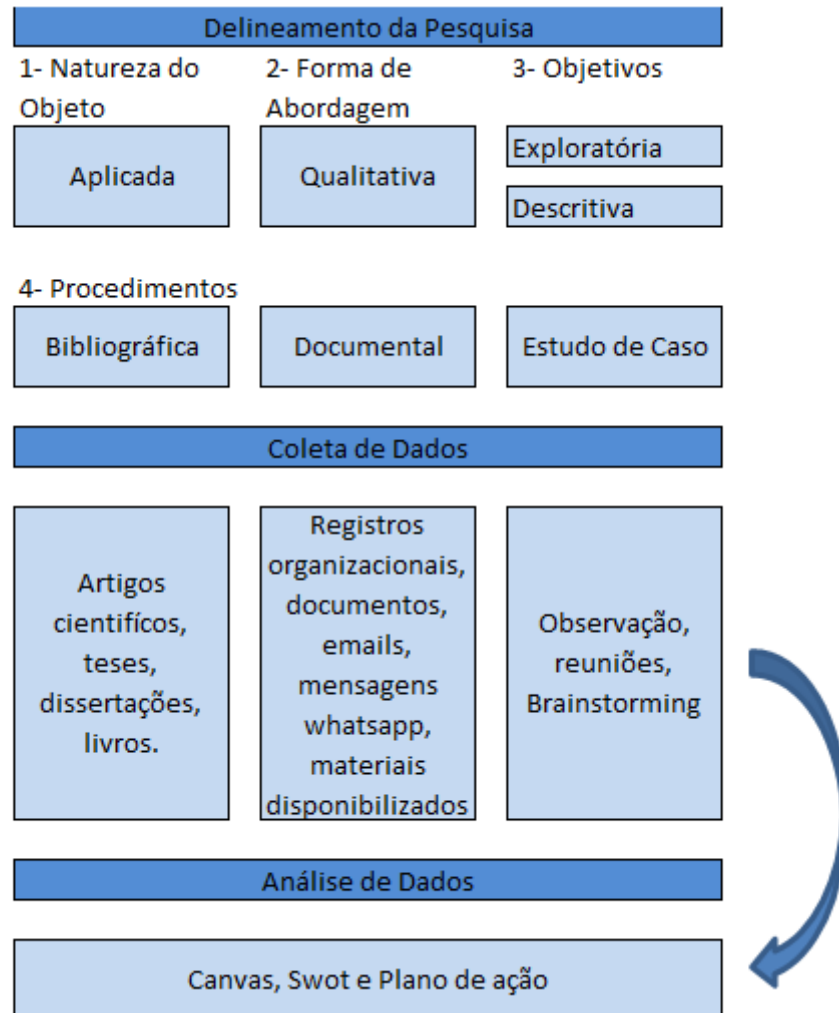 Delineamento da Pesquisa
1- Natureza do
Objeto
2- Forma de
Abordagem
3- Objetivos
Aplicada
Qualitativa
Exploratória
Descritiva
4- Procedimentos
Bibliográfica
Documental
Estudo de Caso
Coleta de Dados
Artigos
cientifícos,
teses,
dissertações,
livros.
Registros
organizacionais,
documentos,
emails,
mensagens
whatsapp,
materiais
disponibilizados
Observação,
reuniões,
Brainstorming
Análise de Dados
Canvas, Swot e Plano de ação